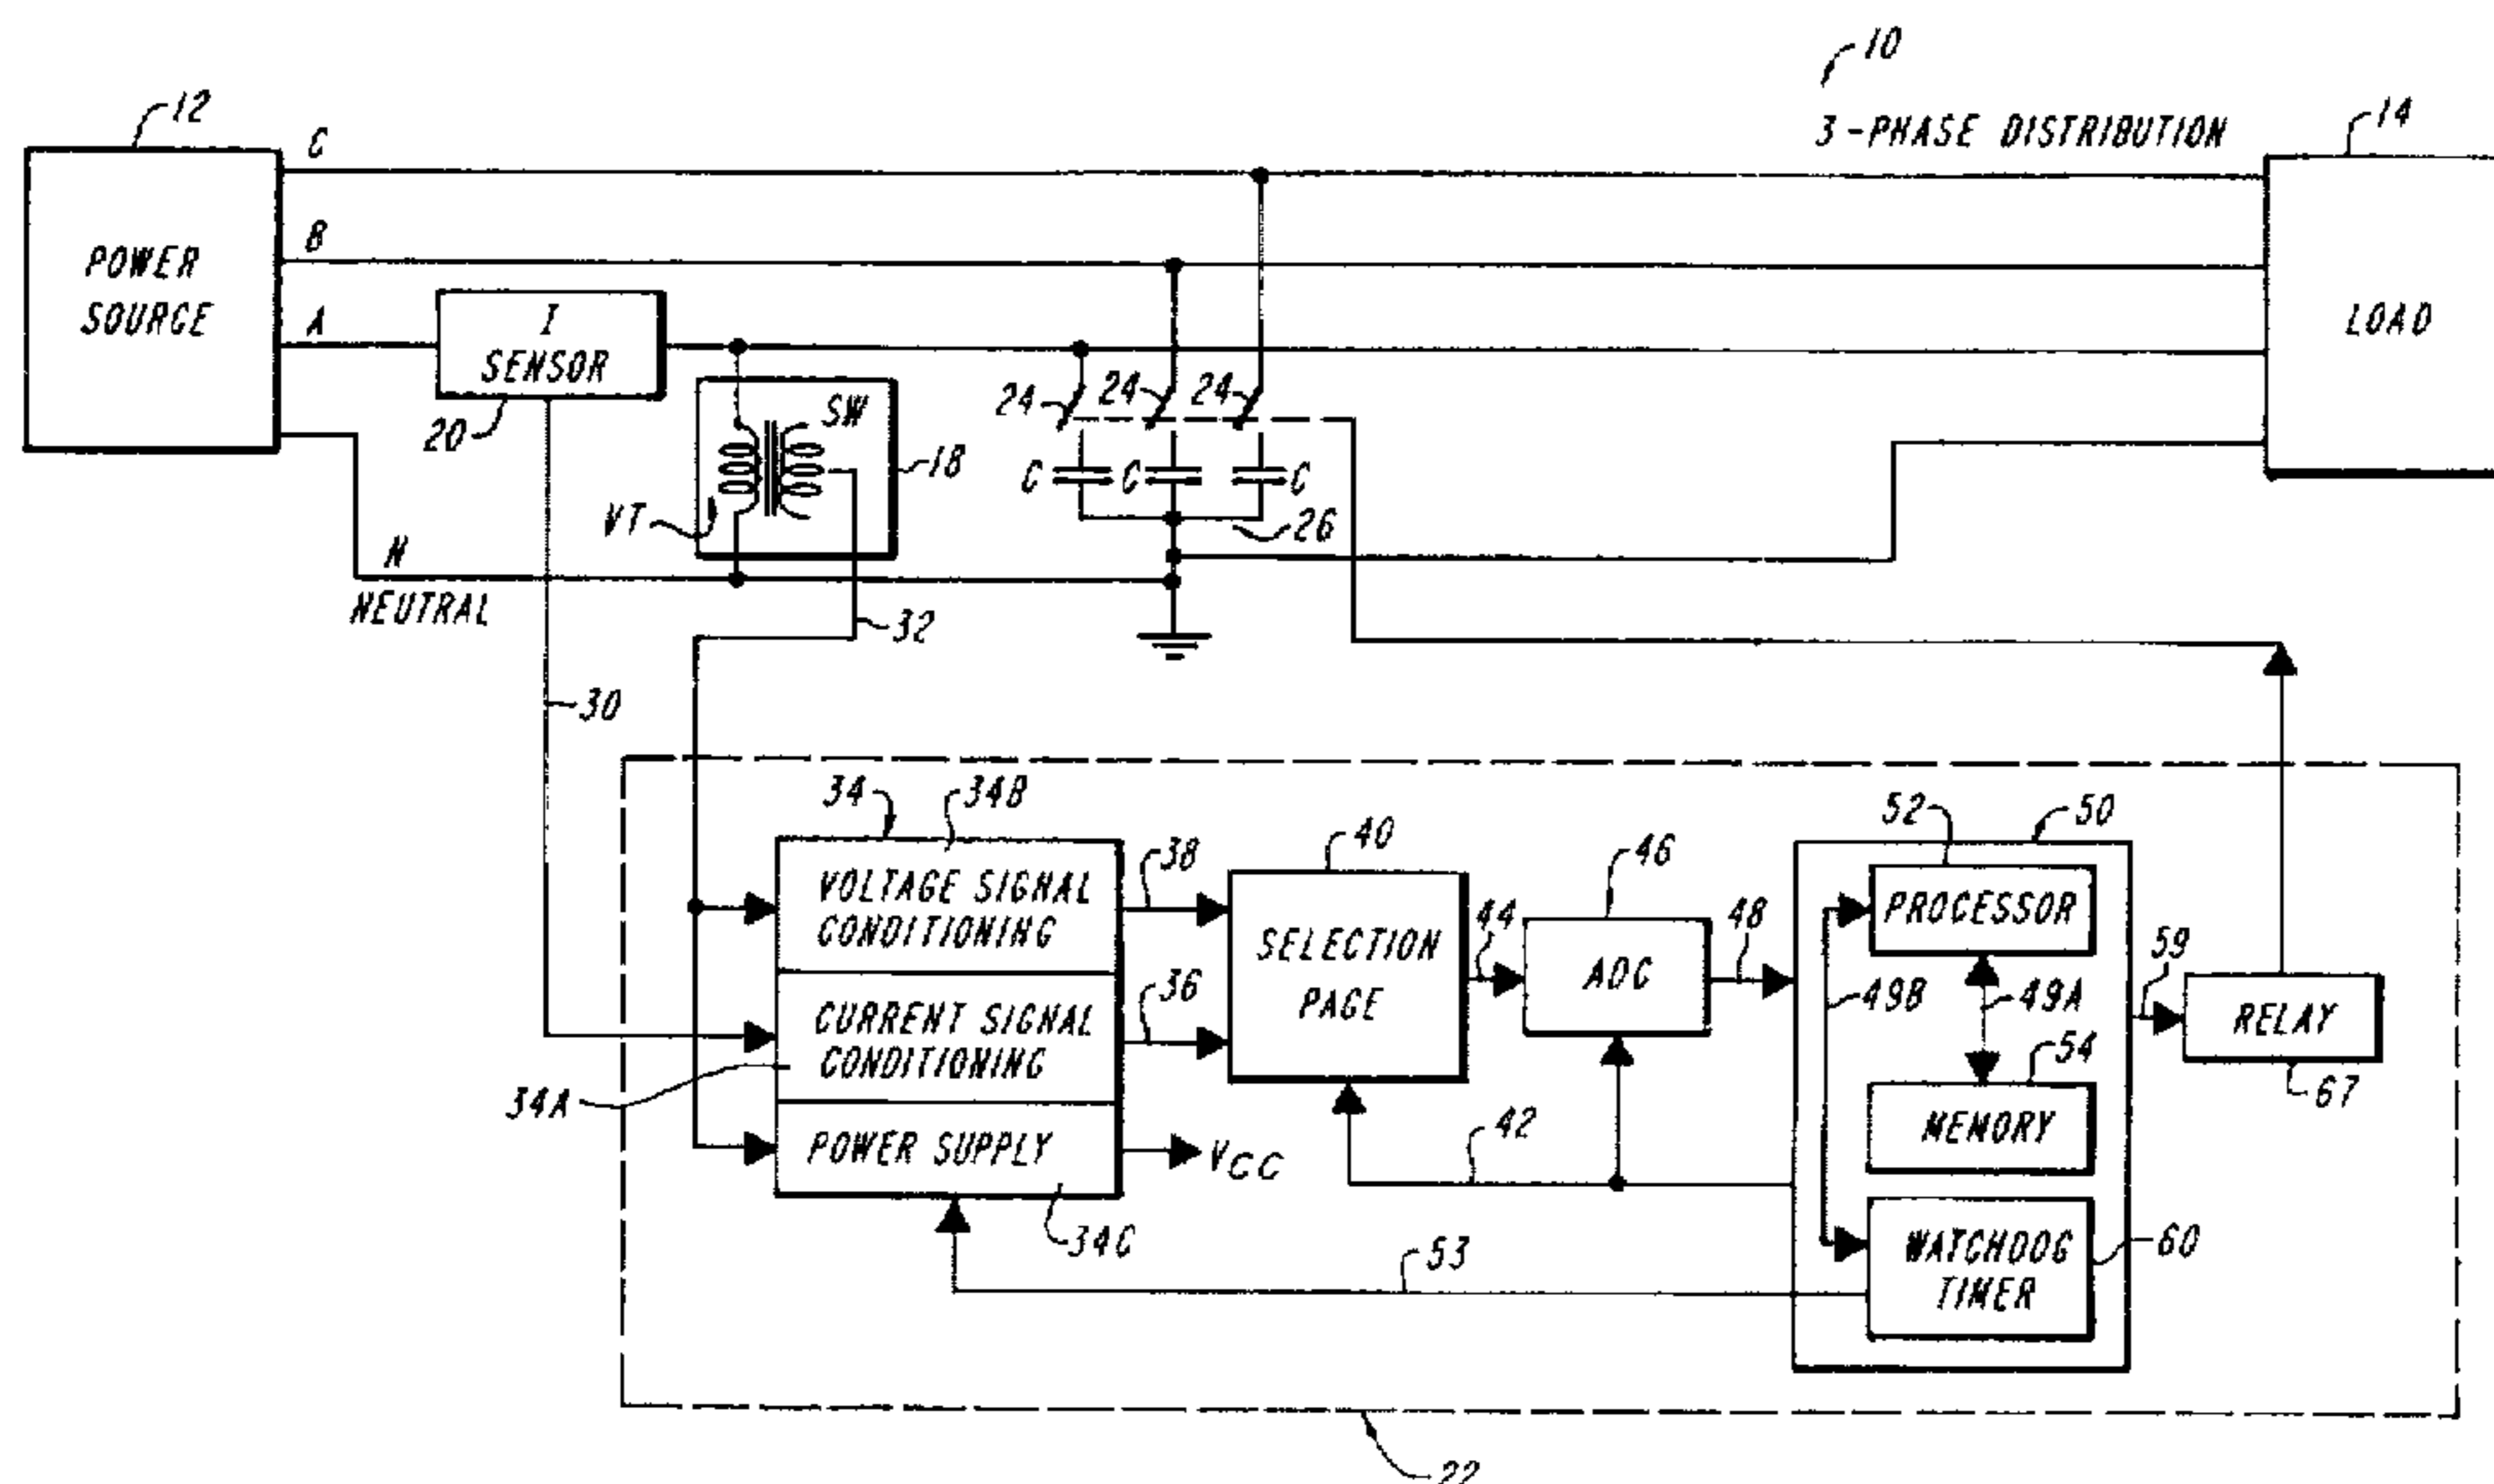 10
3-PHASE DISTRIBUTION
12
14
C
B
A
POWER
SOURCE
I
SENSOR
20
LOAD
24
24
24
SW
18
VT
C
C
C
26
N
NEUTRAL
32
30
34
34B
VOLTAGE SIGNAL
CONDITIONING
38
CURRENT SIGNAL
CONDITIONING
36
34A
POWER SUPPLY
VCC
34C
40
SELECTION
PAGE
44
46
ADC
48
42
53
52
50
PROCESSOR
49B
49A
54
MEMORY
WATCHDOG
TIMER
60
59
RELAY
67
22